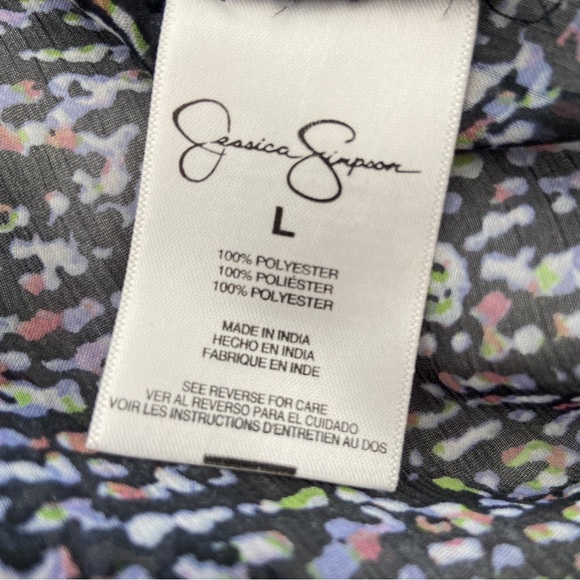 Jessica Simpson
L
100% POLYESTER
100% POLIÉSTER
100% POLYESTER
MADE IN INDIA
HECHO EN INDIA
FABRIQUE EN INDE
SEE REVERSE FOR CARE
VER AL REVERSO PARA EL CUIDADO
VOIR LES INSTRUCTIONS D'ENTRETIEN AU DOS